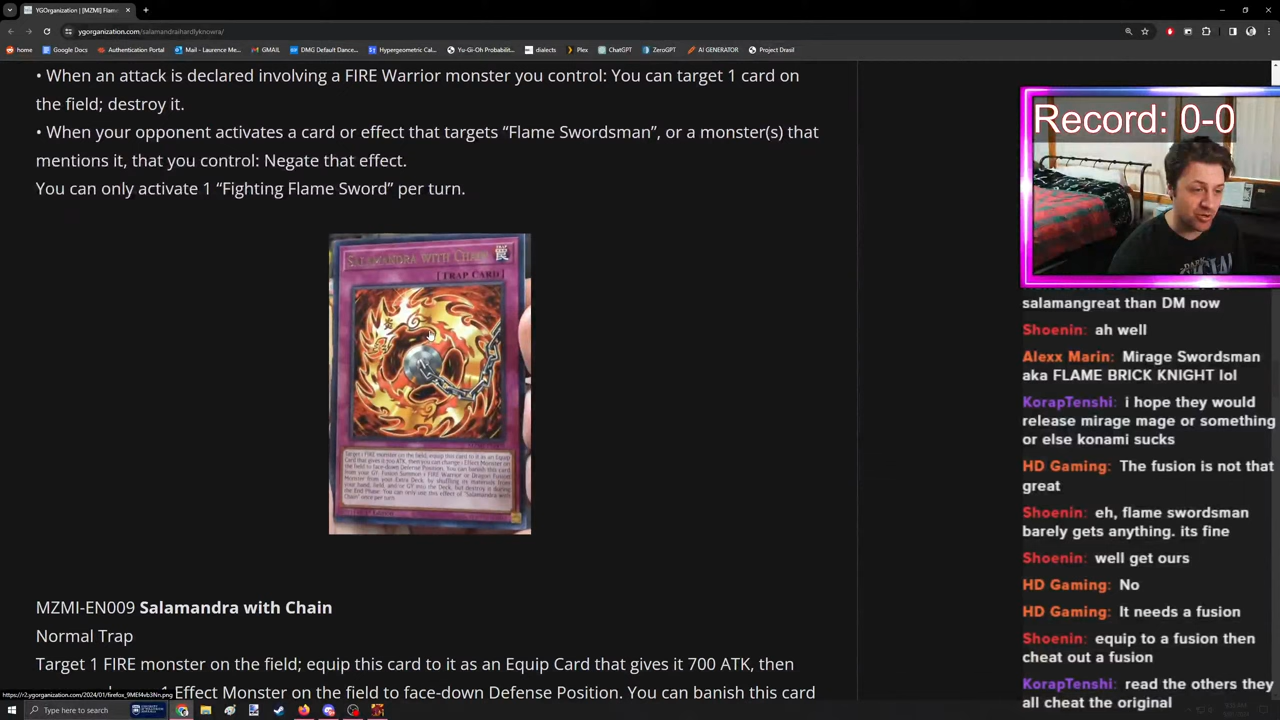 YGOrganization | [MZMI] Flame
ygorganization.com/salamandraihardlyknowra/
home
Google Docs
Authentication Portal
Mail - Laurence Me...
GMAIL
DMG Default Dance...
Hypergeometric Cal...
Yu-Gi-Oh Probabilit...
dialects
Plex
ChatGPT
ZeroGPT
AI GENERATOR
Project Drasil
• When an attack is declared involving a FIRE Warrior monster you control: You can target 1 card on
the field; destroy it.
• When your opponent activates a card or effect that targets “Flame Swordsman”, or a monster(s) that
mentions it, that you control: Negate that effect.
You can only activate 1 “Fighting Flame Sword” per turn.
SALAMANDRA WITH CHAIN
[TRAP CARD]
MZMI-EN009 Salamandra with Chain
Normal Trap
Target 1 FIRE monster on the field; equip this card to it as an Equip Card that gives it 700 ATK, then
Effect Monster on the field to face-down Defense Position. You can banish this card
https://r2.ygorganization.com/2024/01/firefox_9MEf4vb3Nn.png
Type here to search
Record: 0-0
salamangreat than DM now
Shoenin: ah well
Alexx Marin: Mirage Swordsman
aka FLAME BRICK KNIGHT lol
KorapTenshi: i hope they would
release mirage mage or something
or else konami sucks
HD Gaming: The fusion is not that
great
Shoenin: eh, flame swordsman
barely gets anything. its fine
Shoenin: well get ours
HD Gaming: No
HD Gaming: It needs a fusion
Shoenin: equip to a fusion then
cheat out a fusion
KorapTenshi: read the others they
all cheat the original